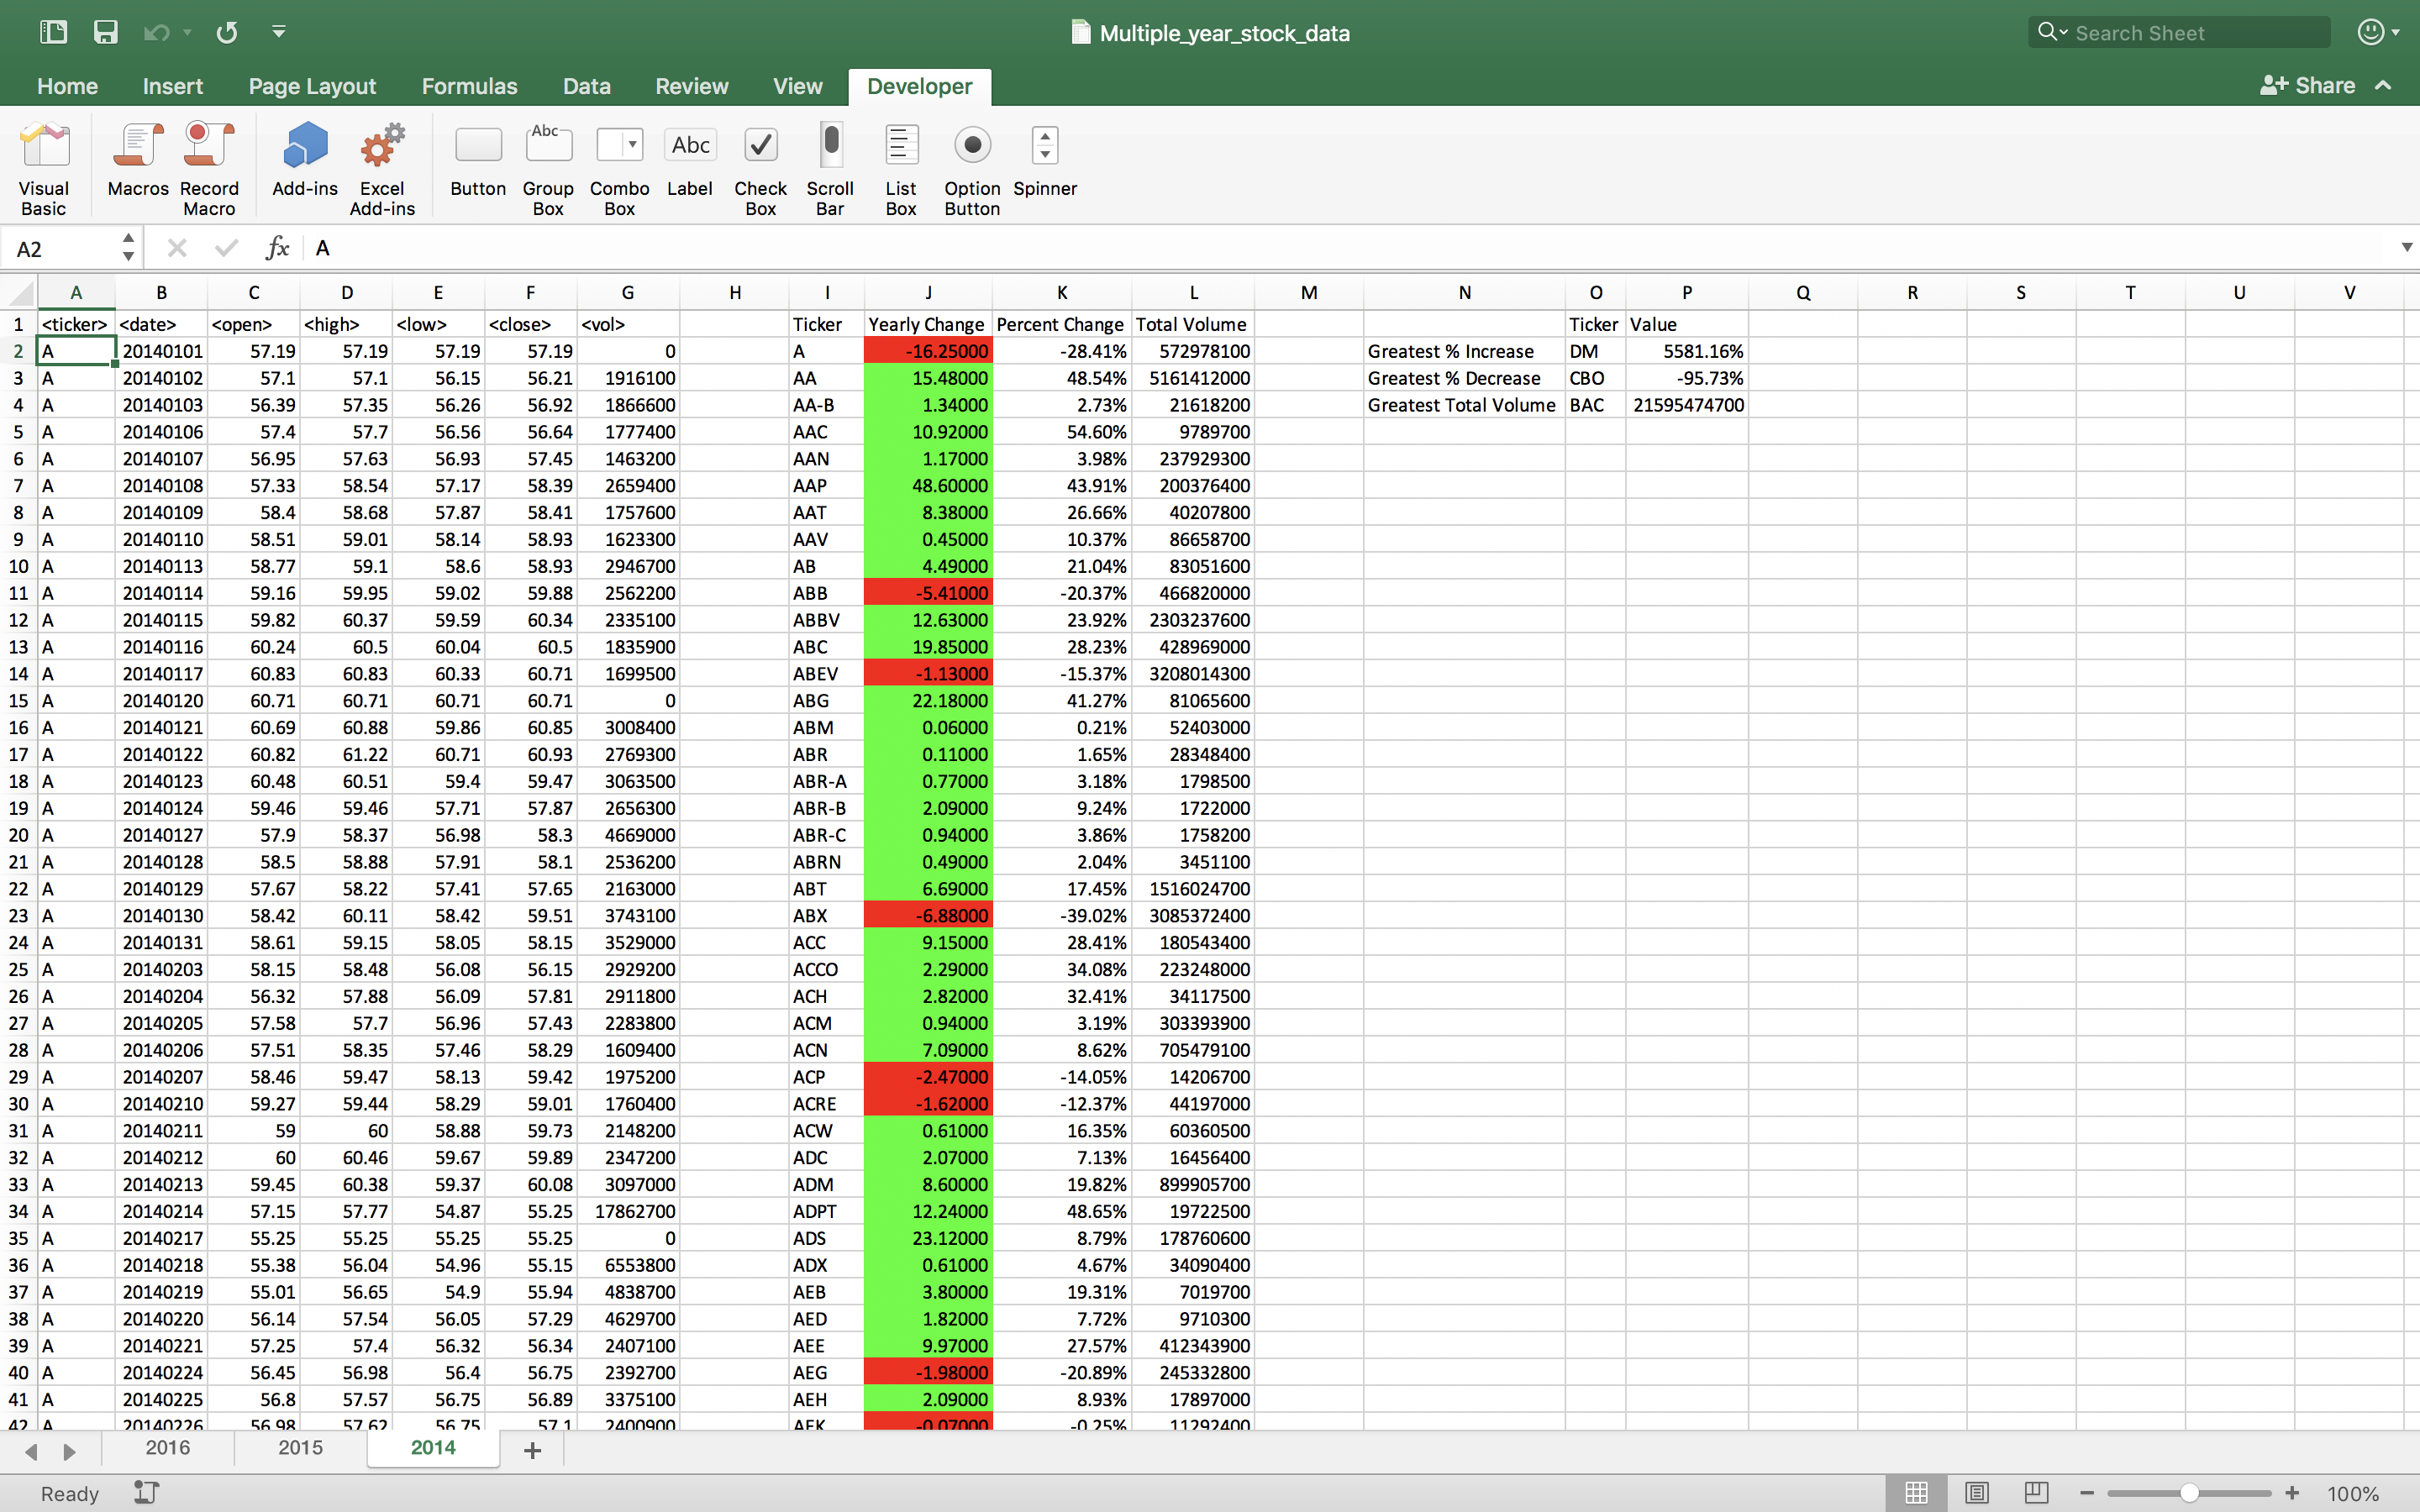 Multiple_year_stock_data
Search Sheet
Home Insert Page Layout Formulas Data Review View Developer Share
Abc Abc
Visual Basic Macros Record Macro Add-ins Excel Add-ins Button Group Box Combo Box Label Check Box Scroll Bar List Box Option Button Spinner
A2 fx A
A B C D E F G H I J K L M N O P Q R S T U V
1 <ticker> <date> <open> <high> <low> <close> <vol> Ticker Yearly Change Percent Change Total Volume Ticker Value
2 A 20140101 57.19 57.19 57.19 57.19 0 A -16.25000 -28.41% 572978100 Greatest % Increase DM 5581.16%
3 A 20140102 57.1 57.1 56.15 56.21 1916100 AA 15.48000 48.54% 5161412000 Greatest % Decrease CBO -95.73%
4 A 20140103 56.39 57.35 56.26 56.92 1866600 AA-B 1.34000 2.73% 21618200 Greatest Total Volume BAC 21595474700
5 A 20140106 57.4 57.7 56.56 56.64 1777400 AAC 10.92000 54.60% 9789700
6 A 20140107 56.95 57.63 56.93 57.45 1463200 AAN 1.17000 3.98% 237929300
7 A 20140108 57.33 58.54 57.17 58.39 2659400 AAP 48.60000 43.91% 200376400
8 A 20140109 58.4 58.68 57.87 58.41 1757600 AAT 8.38000 26.66% 40207800
9 A 20140110 58.51 59.01 58.14 58.93 1623300 AAV 0.45000 10.37% 86658700
10 A 20140113 58.77 59.1 58.6 58.93 2946700 AB 4.49000 21.04% 83051600
11 A 20140114 59.16 59.95 59.02 59.88 2562200 ABB -5.41000 -20.37% 466820000
12 A 20140115 59.82 60.37 59.59 60.34 2335100 ABBV 12.63000 23.92% 2303237600
13 A 20140116 60.24 60.5 60.04 60.5 1835900 ABC 19.85000 28.23% 428969000
14 A 20140117 60.83 60.83 60.33 60.71 1699500 ABEV -1.13000 -15.37% 3208014300
15 A 20140120 60.71 60.71 60.71 60.71 0 ABG 22.18000 41.27% 81065600
16 A 20140121 60.69 60.88 59.86 60.85 3008400 ABM 0.06000 0.21% 52403000
17 A 20140122 60.82 61.22 60.71 60.93 2769300 ABR 0.11000 1.65% 28348400
18 A 20140123 60.48 60.51 59.4 59.47 3063500 ABR-A 0.77000 3.18% 1798500
19 A 20140124 59.46 59.46 57.71 57.87 2656300 ABR-B 2.09000 9.24% 1722000
20 A 20140127 57.9 58.37 56.98 58.3 4669000 ABR-C 0.94000 3.86% 1758200
21 A 20140128 58.5 58.88 57.91 58.1 2536200 ABRN 0.49000 2.04% 3451100
22 A 20140129 57.67 58.22 57.41 57.65 2163000 ABT 6.69000 17.45% 1516024700
23 A 20140130 58.42 60.11 58.42 59.51 3743100 ABX -6.88000 -39.02% 3085372400
24 A 20140131 58.61 59.15 58.05 58.15 3529000 ACC 9.15000 28.41% 180543400
25 A 20140203 58.15 58.48 56.08 56.15 2929200 ACCO 2.29000 34.08% 223248000
26 A 20140204 56.32 57.88 56.09 57.81 2911800 ACH 2.82000 32.41% 34117500
27 A 20140205 57.58 57.7 56.96 57.43 2283800 ACM 0.94000 3.19% 303393900
28 A 20140206 57.51 58.35 57.46 58.29 1609400 ACN 7.09000 8.62% 705479100
29 A 20140207 58.46 59.47 58.13 59.42 1975200 ACP -2.47000 -14.05% 14206700
30 A 20140210 59.27 59.44 58.29 59.01 1760400 ACRE -1.62000 -12.37% 44197000
31 A 20140211 59 60 58.88 59.73 2148200 ACW 0.61000 16.35% 60360500
32 A 20140212 60 60.46 59.67 59.89 2347200 ADC 2.07000 7.13% 16456400
33 A 20140213 59.45 60.38 59.37 60.08 3097000 ADM 8.60000 19.82% 899905700
34 A 20140214 57.15 57.77 54.87 55.25 17862700 ADPT 12.24000 48.65% 19722500
35 A 20140217 55.25 55.25 55.25 55.25 0 ADS 23.12000 8.79% 178760600
36 A 20140218 55.38 56.04 54.96 55.15 6553800 ADX 0.61000 4.67% 34090400
37 A 20140219 55.01 56.65 54.9 55.94 4838700 AEB 3.80000 19.31% 7019700
38 A 20140220 56.14 57.54 56.05 57.29 4629700 AED 1.82000 7.72% 9710300
39 A 20140221 57.25 57.4 56.32 56.34 2407100 AEE 9.97000 27.57% 412343900
40 A 20140224 56.45 56.98 56.4 56.75 2392700 AEG -1.98000 -20.89% 245332800
41 A 20140225 56.8 57.57 56.75 56.89 3375100 AEH 2.09000 8.93% 17897000
42 A 20140226 56.98 57.62 56.75 57.1 2400900 AEK -0.07000 -0.25% 11292400
2016 2015 2014 +
Ready 100%